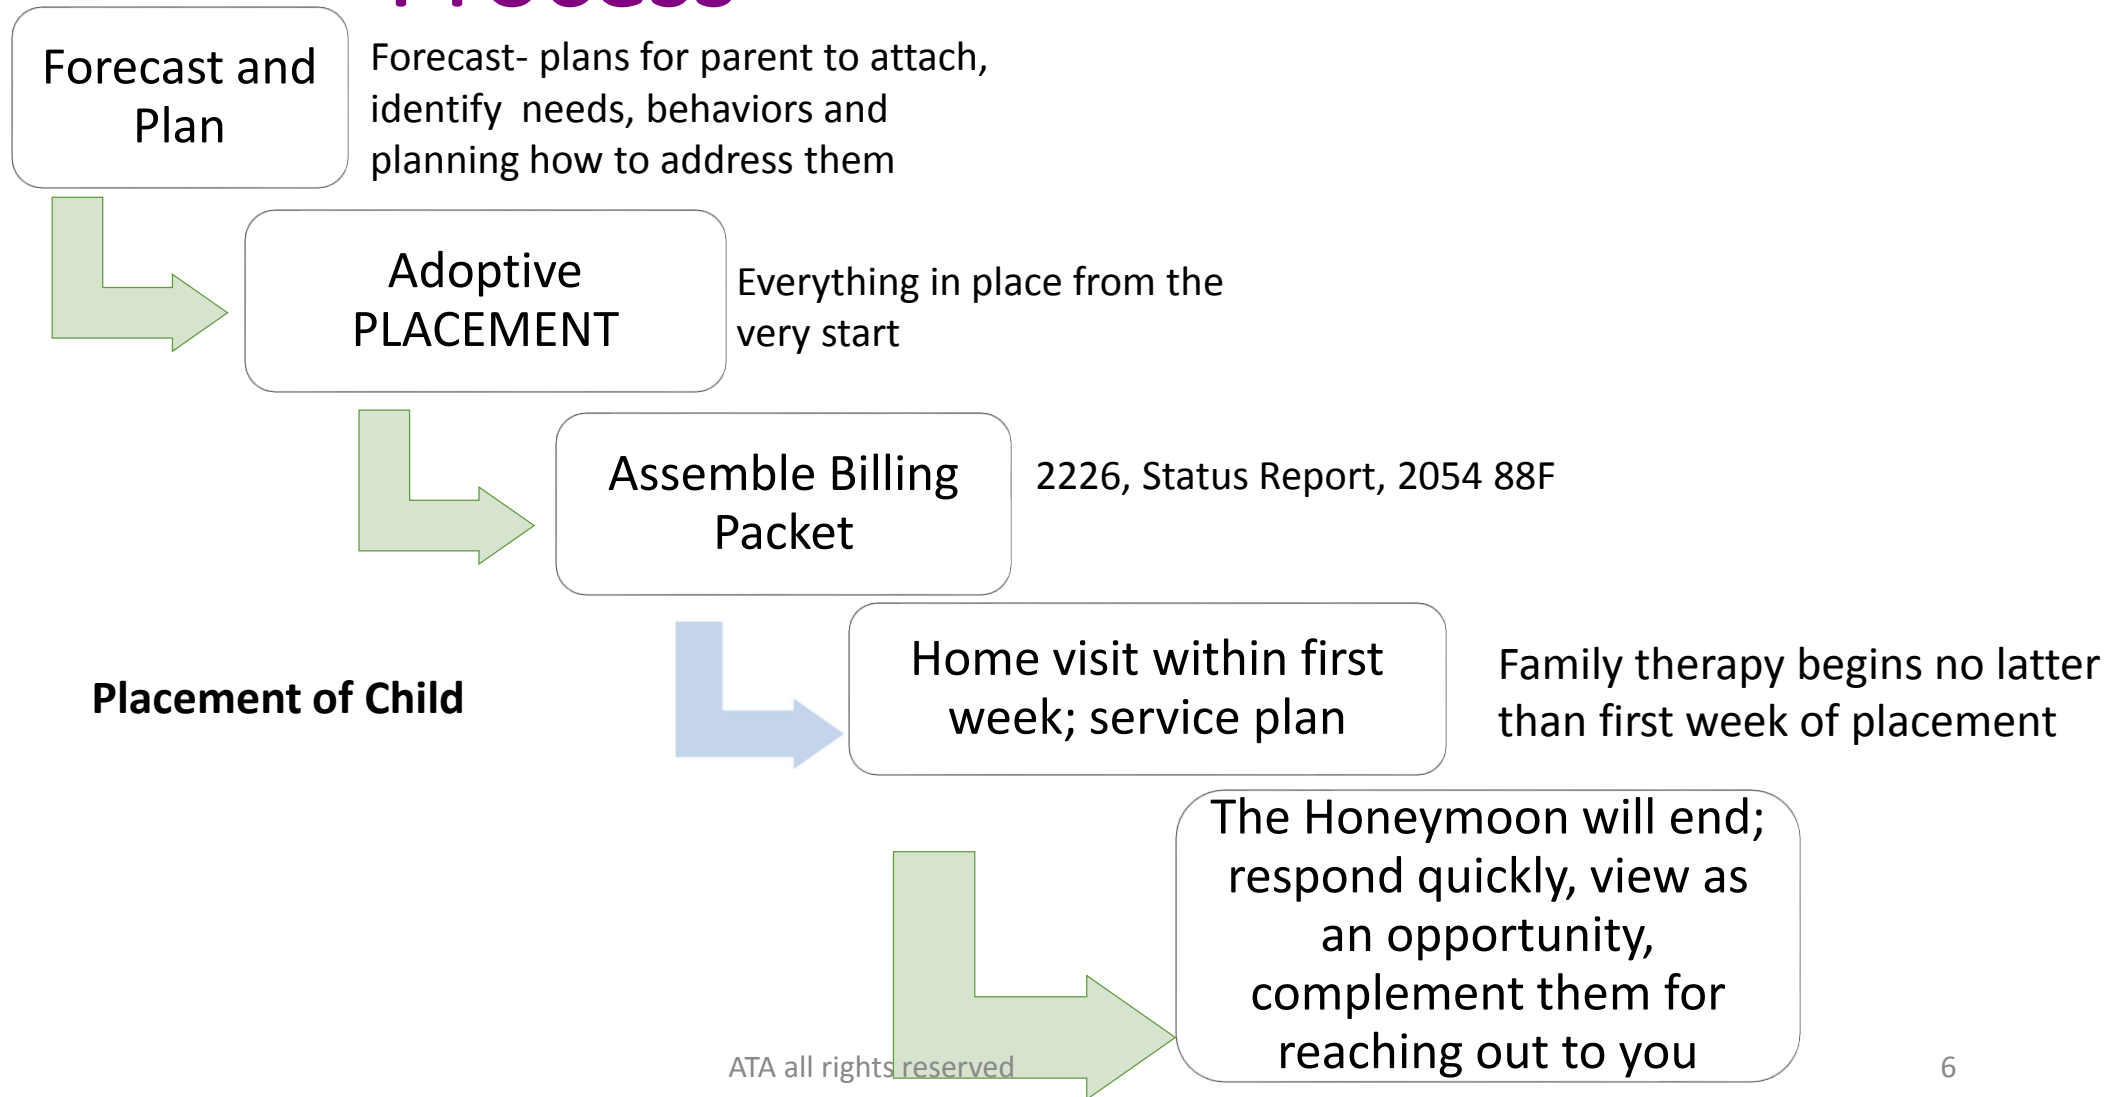 Process
Forecast and
Plan
Forecast- plans for parent to attach,
identify  needs, behaviors and
planning how to address them
Adoptive
PLACEMENT
Everything in place from the
very start
Assemble Billing
Packet
2226, Status Report, 2054 88F
Placement of Child
Home visit within first
week; service plan
Family therapy begins no latter
than first week of placement
The Honeymoon will end;
respond quickly, view as
an opportunity,
complement them for
reaching out to you
ATA all rights reserved
6